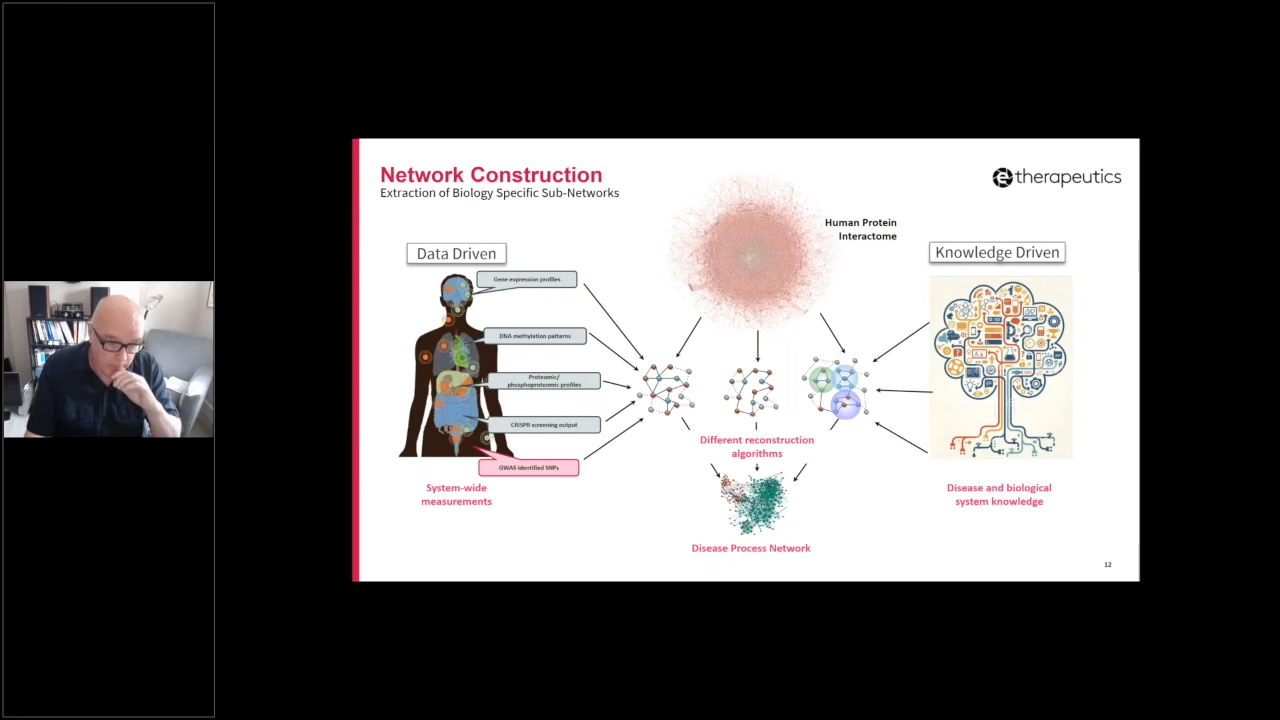 Network Construction
Extraction of Biology Specific Sub-Networks
e therapeutics
Human Protein
Interactome
Data Driven
Knowledge Driven
Gene expression profiles
DNA methylation patterns
Proteomic/
phosphoproteomic profiles
CRISPR screening output
GWAS identified SNPs
System-wide
measurements
Different reconstruction
algorithms
Disease and biological
system knowledge
Disease Process Network
12